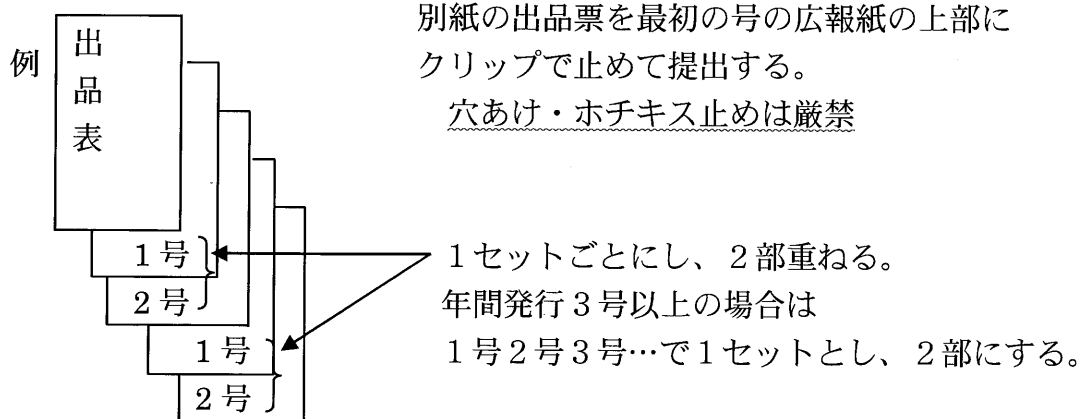 例
出品表
別紙の出品票を最初の号の広報紙の上部に
クリップで止めて提出する。
穴あけ・ホチキス止めは厳禁
1号
2号
1号
2号
１セットごとにし、２部重ねる。
年間発行３号以上の場合は
１号２号３号…で１セットとし、２部にする。